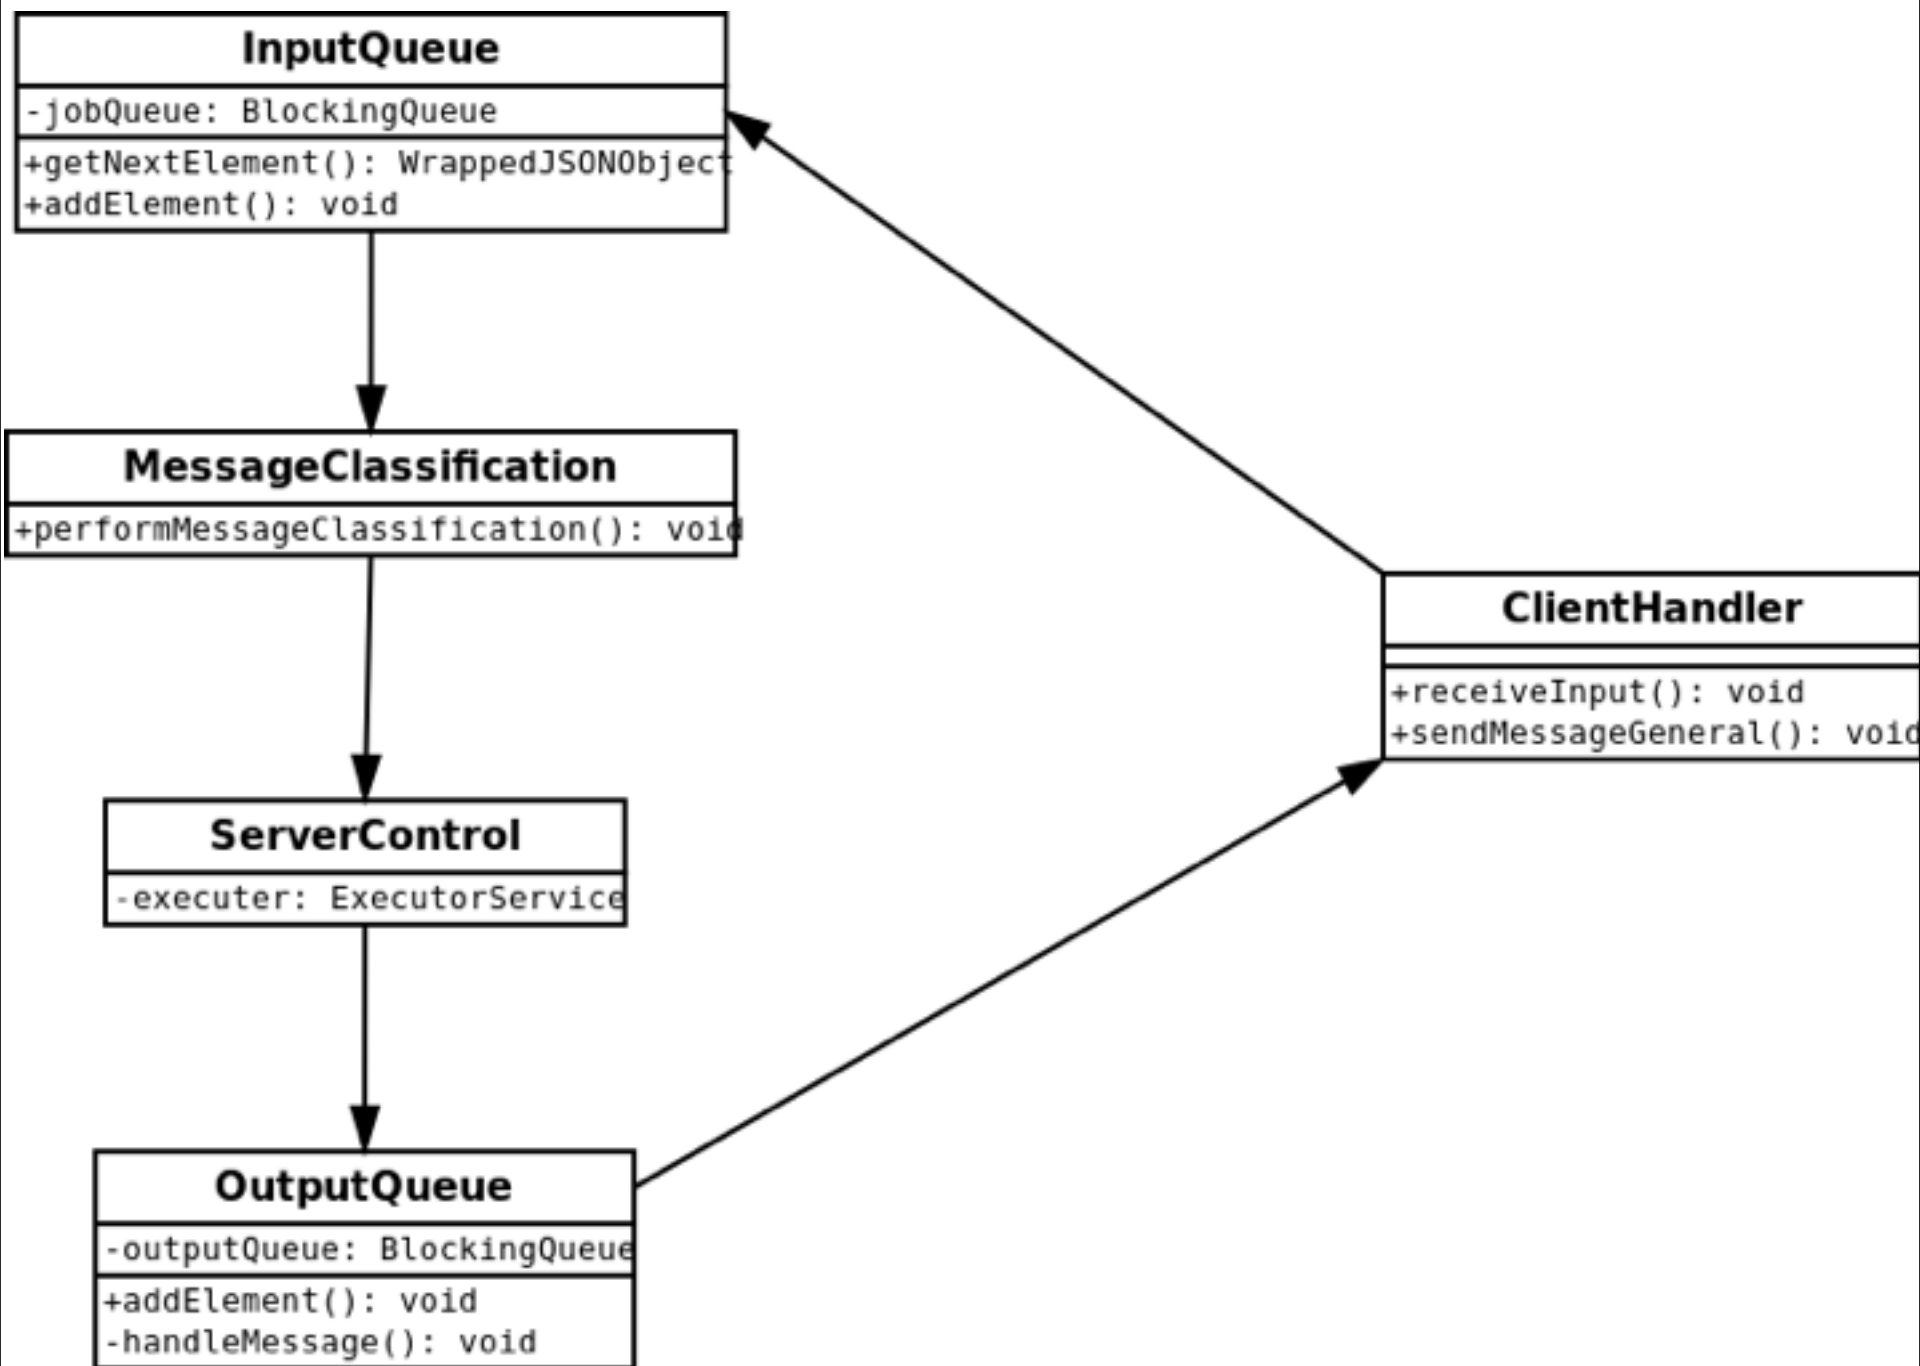 InputQueue
-jobQueue: BlockingQueue
+getNextElement(): WrappedJSONObject
+addElement(): void
MessageClassification
+performMessageClassification(): void
ClientHandler
+receiveInput(): void
+sendMessageGeneral(): void
ServerControl
-executer: ExecutorService
OutputQueue
-outputQueue: BlockingQueue
+addElement(): void
-handleMessage(): void